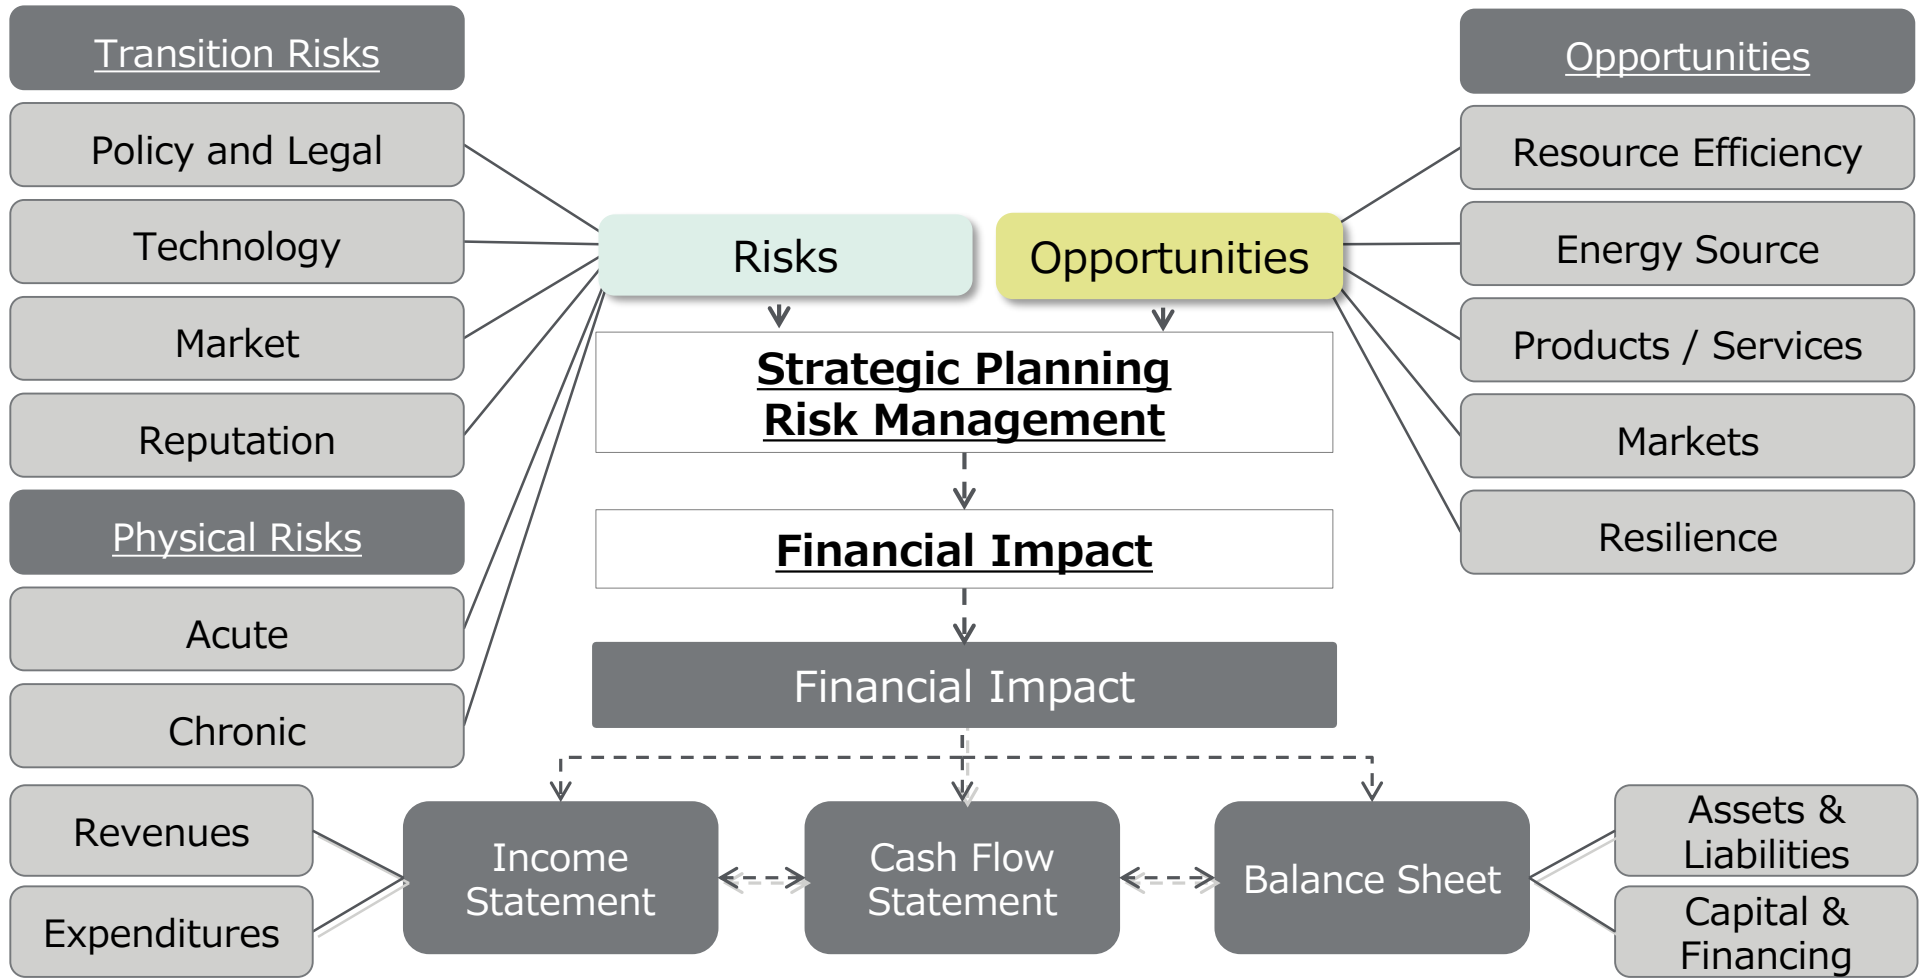 Transition Risks
Policy and Legal
Technology
Market
Reputation
Physical Risks
Acute
Chronic
Risks
Opportunities
Strategic Planning
Risk Management
Financial Impact
Financial Impact
Opportunities
Resource Efficiency
Energy Source
Products / Services
Markets
Resilience
Revenues
Expenditures
Income
Statement
Cash Flow
Statement
Balance Sheet
Assets &
Liabilities
Capital &
Financing